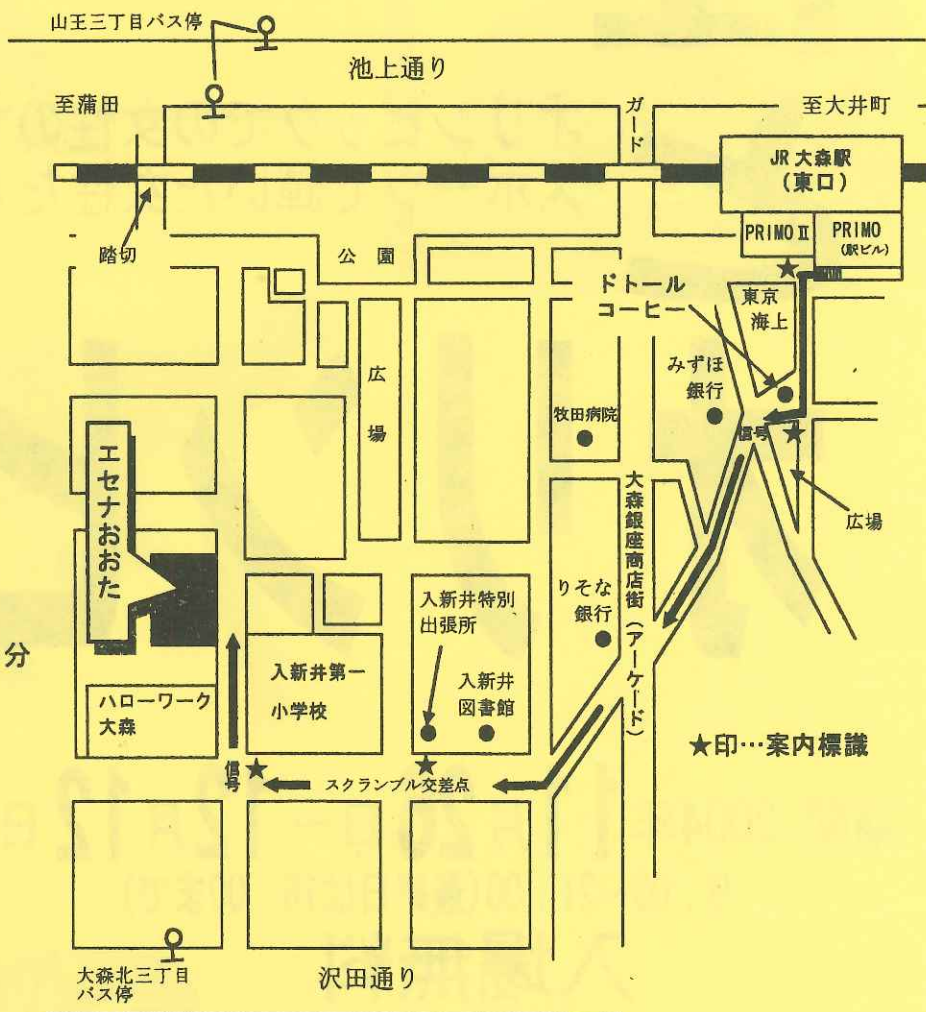 山王三丁目バス停
池上通り
至蒲田
ガード
至大井町
JR 大森駅
(東口)
PRIMO Ⅱ
PRIMO
(駅ビル)
踏切
公園
ドトール
コーヒー
東京
海上
広場
みずほ
銀行
牧田病院
信号
広場
エセナおおた
大森銀座商店街(アーケード)
りそな
銀行
入新井特別
出張所
分
入新井第一
小学校
入新井
図書館
ハローワーク
大森
★印…案内標識
信号
スクランブル交差点
大森北三丁目
バス停
沢田通り